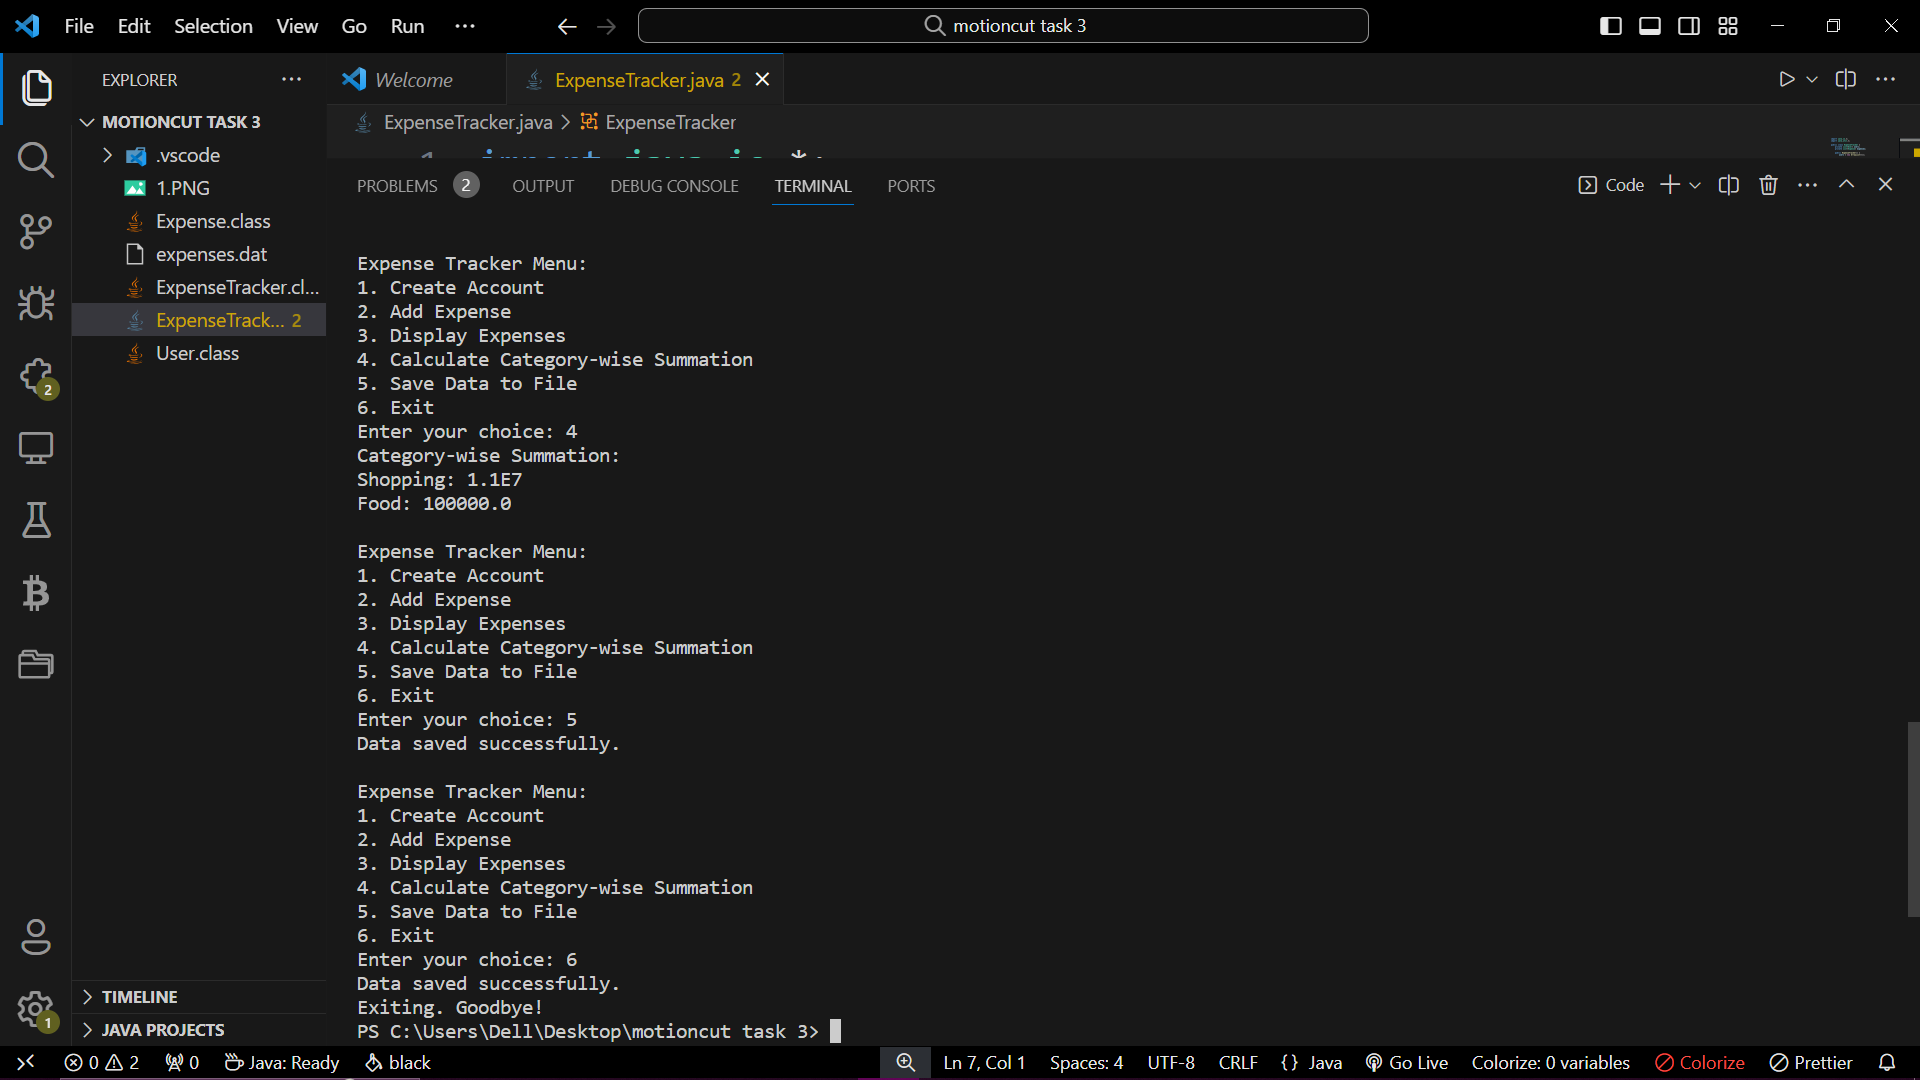 File Edit Selection View Go Run ··· motioncut task 3
EXPLORER ···
MOTIONCUT TASK 3
.vscode
1.PNG
Expense.class
expenses.dat
ExpenseTracker.cl...
ExpenseTrack... 2
User.class
TIMELINE
JAVA PROJECTS
Welcome ExpenseTracker.java 2
ExpenseTracker.java > ExpenseTracker
1 import java.io.*;
PROBLEMS 2 OUTPUT DEBUG CONSOLE TERMINAL PORTS Code
Expense Tracker Menu:
1. Create Account
2. Add Expense
3. Display Expenses
4. Calculate Category-wise Summation
5. Save Data to File
6. Exit
Enter your choice: 4
Category-wise Summation:
Shopping: 1.1E7
Food: 100000.0
Expense Tracker Menu:
1. Create Account
2. Add Expense
3. Display Expenses
4. Calculate Category-wise Summation
5. Save Data to File
6. Exit
Enter your choice: 5
Data saved successfully.
Expense Tracker Menu:
1. Create Account
2. Add Expense
3. Display Expenses
4. Calculate Category-wise Summation
5. Save Data to File
6. Exit
Enter your choice: 6
Data saved successfully.
Exiting. Goodbye!
PS C:\Users\Dell\Desktop\motioncut task 3>
2
1
0 2 0 Java: Ready black Ln 7, Col 1 Spaces: 4 UTF-8 CRLF {} Java Go Live Colorize: 0 variables Colorize Prettier